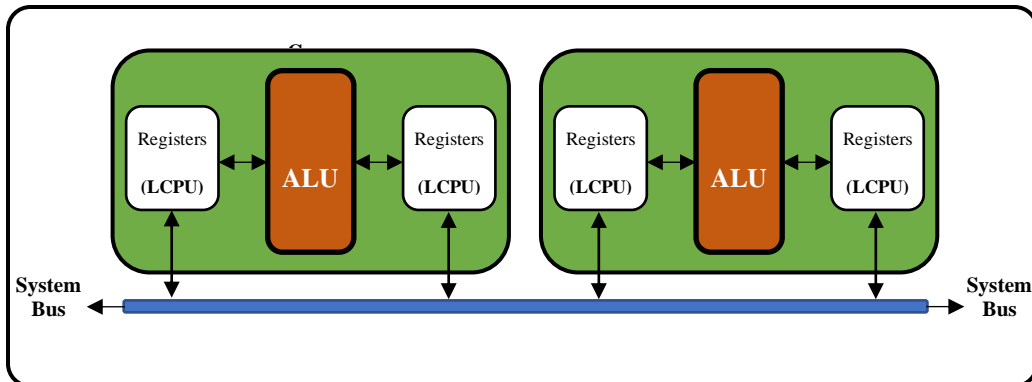 Registers
(LCPU)
ALU
Registers
(LCPU)
Registers
(LCPU)
ALU
Registers
(LCPU)
System
Bus
System
Bus